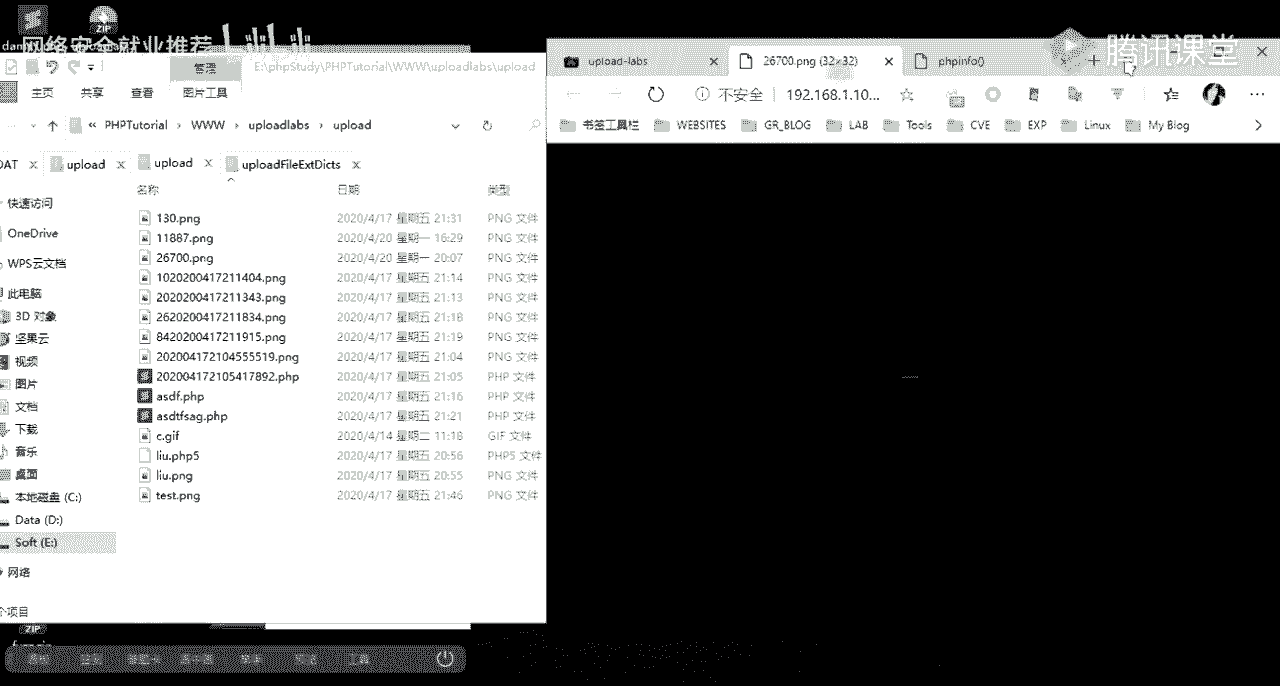 网络安全就业推荐
ZIP
腾讯课堂
管理
E:\phpStudy\PHPTutorial\WWW\uploadlabs\upload
主页
共享
查看
图片工具
« PHPTutorial › WWW › uploadlabs › upload
DAT
upload
upload
uploadFileExtDicts
名称
日期
类型
快速访问
OneDrive
WPS云文档
此电脑
3D 对象
坚果云
视频
图片
文档
下载
音乐
桌面
本地磁盘 (C:)
Data (D:)
Soft (E:)
网络
个项目
130.png 2020/4/17 星期五 21:31 PNG 文件
11887.png 2020/4/20 星期一 16:29 PNG 文件
26700.png 2020/4/20 星期一 20:07 PNG 文件
1020200417211404.png 2020/4/17 星期五 21:14 PNG 文件
2020200417211343.png 2020/4/17 星期五 21:13 PNG 文件
2620200417211834.png 2020/4/17 星期五 21:18 PNG 文件
8420200417211915.png 2020/4/17 星期五 21:19 PNG 文件
202004172104555519.png 2020/4/17 星期五 21:04 PNG 文件
202004172105417892.php 2020/4/17 星期五 21:05 PHP 文件
asdf.php 2020/4/17 星期五 21:16 PHP 文件
asdtfsag.php 2020/4/17 星期五 21:21 PHP 文件
c.gif 2020/4/14 星期二 11:18 GIF 文件
liu.php5 2020/4/17 星期五 20:56 PHP5 文件
liu.png 2020/4/17 星期五 20:55 PNG 文件
test.png 2020/4/17 星期五 21:46 PNG 文件
ZIP
upload-labs
26700.png (32×32)
phpinfo()
不安全
192.168.1.10...
书签工具栏
WEBSITES
GR_BLOG
LAB
Tools
CVE
EXP
Linux
My Blog